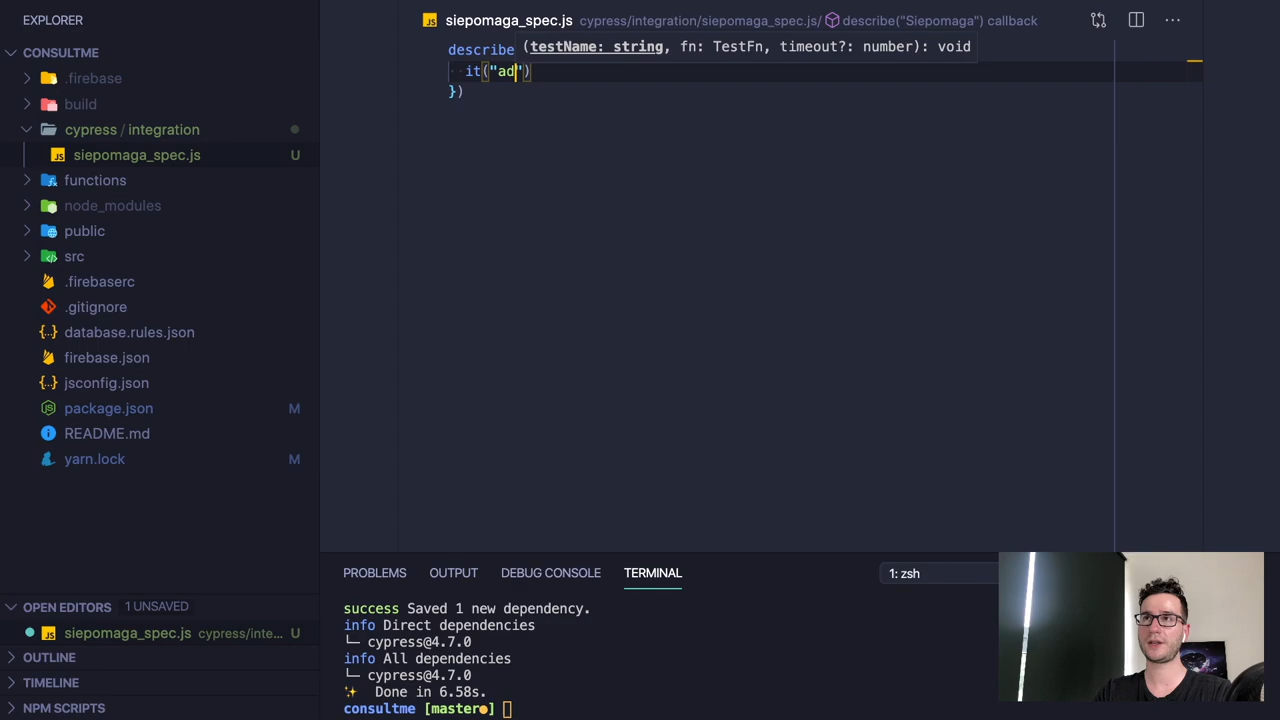 EXPLORER
CONSULTME
.firebase
build
cypress / integration
siepomaga_spec.js U
functions
node_modules
public
src
.firebaserc
.gitignore
database.rules.json
firebase.json
jsconfig.json
package.json M
README.md
yarn.lock M
OPEN EDITORS 1 UNSAVED
siepomaga_spec.js cypress/inte... U
OUTLINE
TIMELINE
NPM SCRIPTS
siepomaga_spec.js cypress/integration/siepomaga_spec.js/ describe("Siepomaga") callback
describe (testName: string, fn: TestFn, timeout?: number): void
it("ad")
})
PROBLEMS OUTPUT DEBUG CONSOLE TERMINAL 1: zsh
success Saved 1 new dependency.
info Direct dependencies
└─ cypress@4.7.0
info All dependencies
└─ cypress@4.7.0
✨ Done in 6.58s.
consultme [master●]